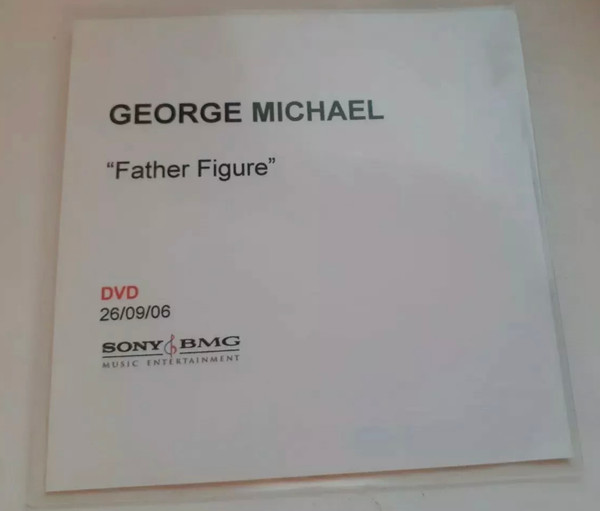 GEORGE MICHAEL
“Father Figure”
DVD
26/09/06
SONY BMG
MUSIC ENTERTAINMENT